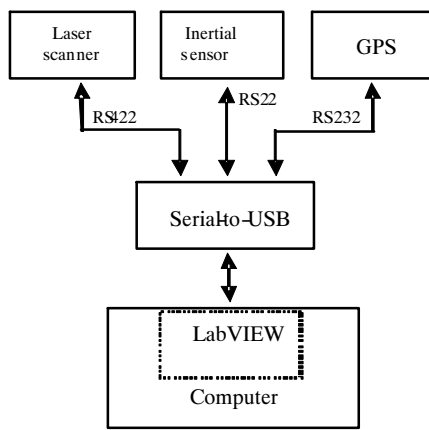 Laser
scanner
Inertial
sensor
GPS
RS422
RS22
RS232
Serial-to-USB
LabVIEW
Computer